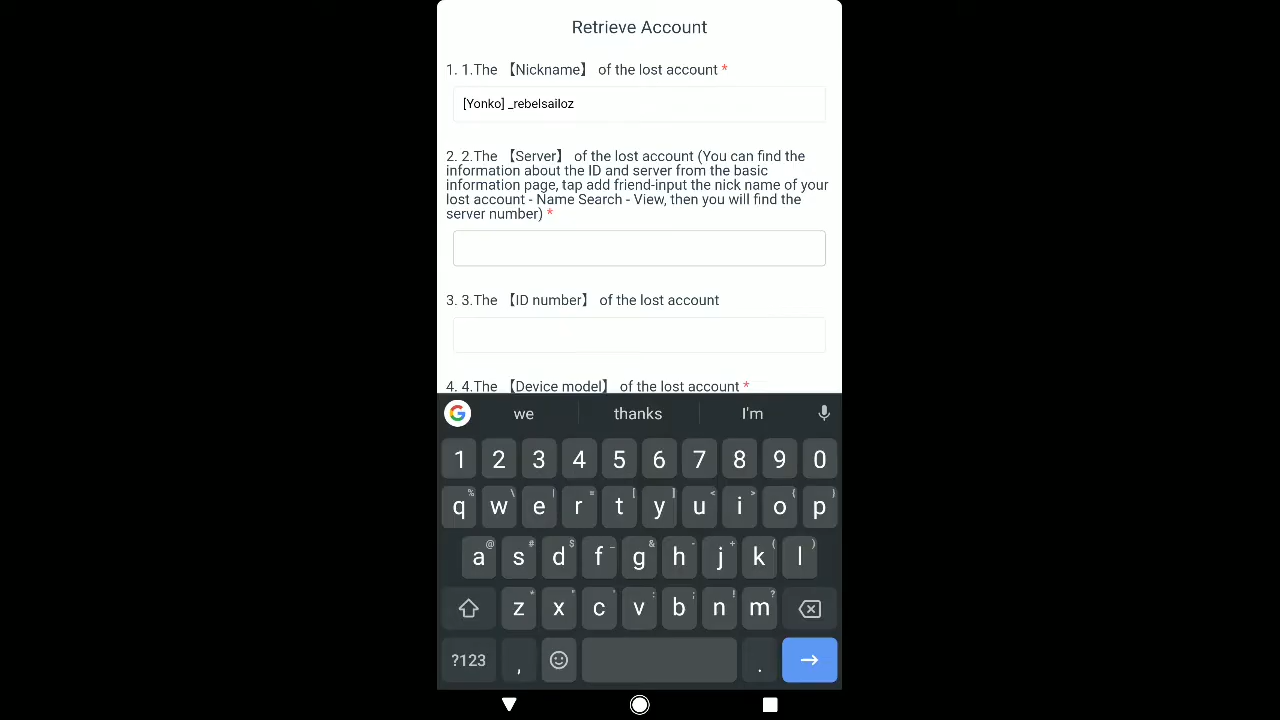 Retrieve Account
1. 1.The 【Nickname】 of the lost account *
[Yonko] _rebelsailoz
2. 2.The 【Server】 of the lost account (You can find the
information about the ID and server from the basic
information page, tap add friend-input the nick name of your
lost account - Name Search - View, then you will find the
server number) *
3. 3.The 【ID number】 of the lost account
4. 4.The 【Device model】 of the lost account *
G we thanks I'm
1 2 3 4 5 6 7 8 9 0
% \ | = [ ] < > { }
q w e r t y u i o p
@ # $ _ & - + ( )
a s d f g h j k l
* " ' : ; ! ?
z x c v b n m
?123 , .